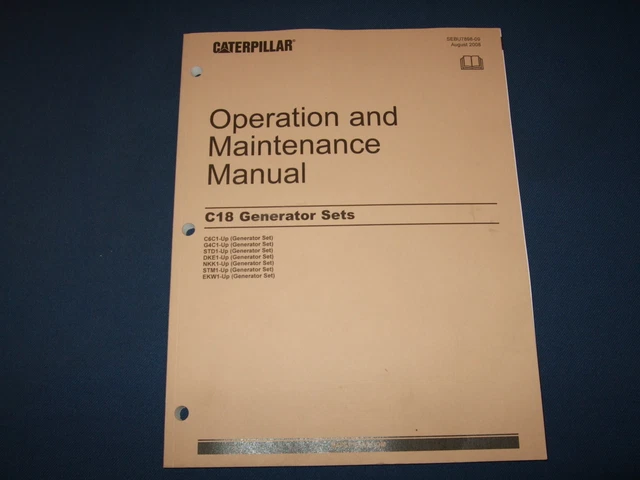 CATERPILLAR
August 2006
Operation and
Maintenance
Manual
C18 Generator Sets
C6C1-Up (Generator Set)
G4C1-Up (Generator Set)
STD1-Up (Generator Set)
DKE1-Up (Generator Set)
NKK1-Up (Generator Set)
STM1-Up (Generator Set)
EKW1-Up (Generator Set)